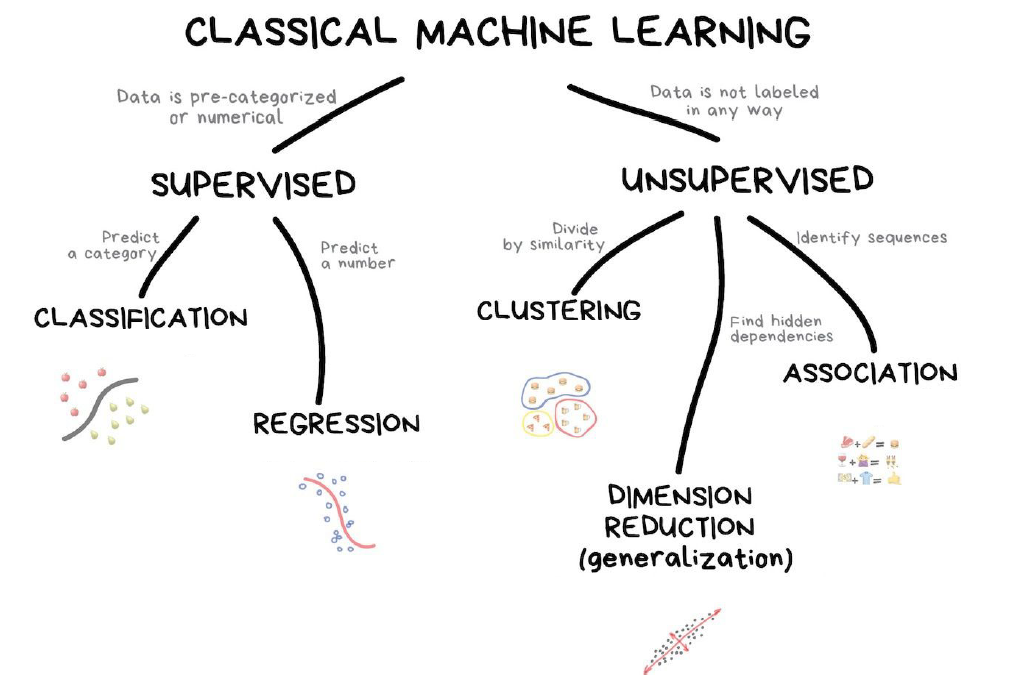 CLASSICAL MACHINE LEARNING
Data is pre-categorized
or numerical
Data is not labeled
in any way
SUPERVISED
UNSUPERVISED
Predict
a category
Predict
a number
Divide
by similarity
Identify sequences
CLASSIFICATION
CLUSTERING
Find hidden
dependencies
ASSOCIATION
REGRESSION
+ =
+ =
+ =
DIMENSION
REDUCTION
(generalization)